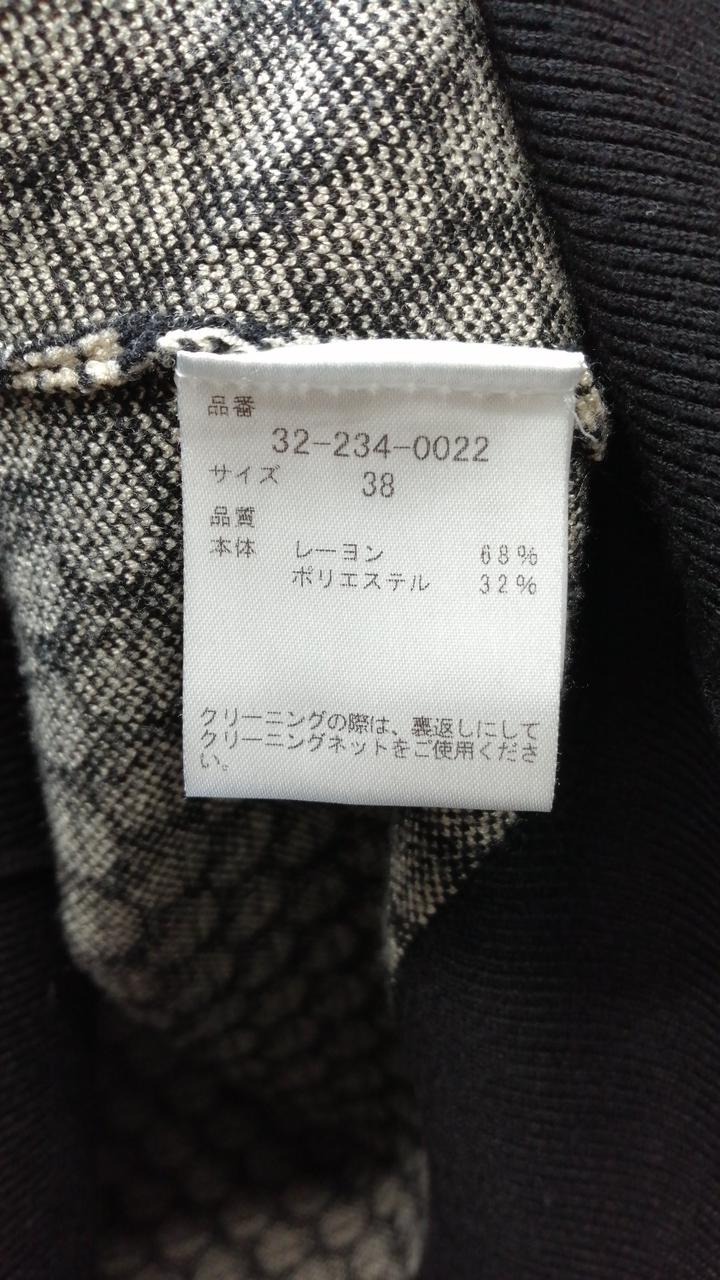 品番
32-234-0022
サイズ 38
品質
本体 レーヨン 68%
ポリエステル 32%
クリーニングの際は、裏返しにして
クリーニングネットをご使用くださ
い。